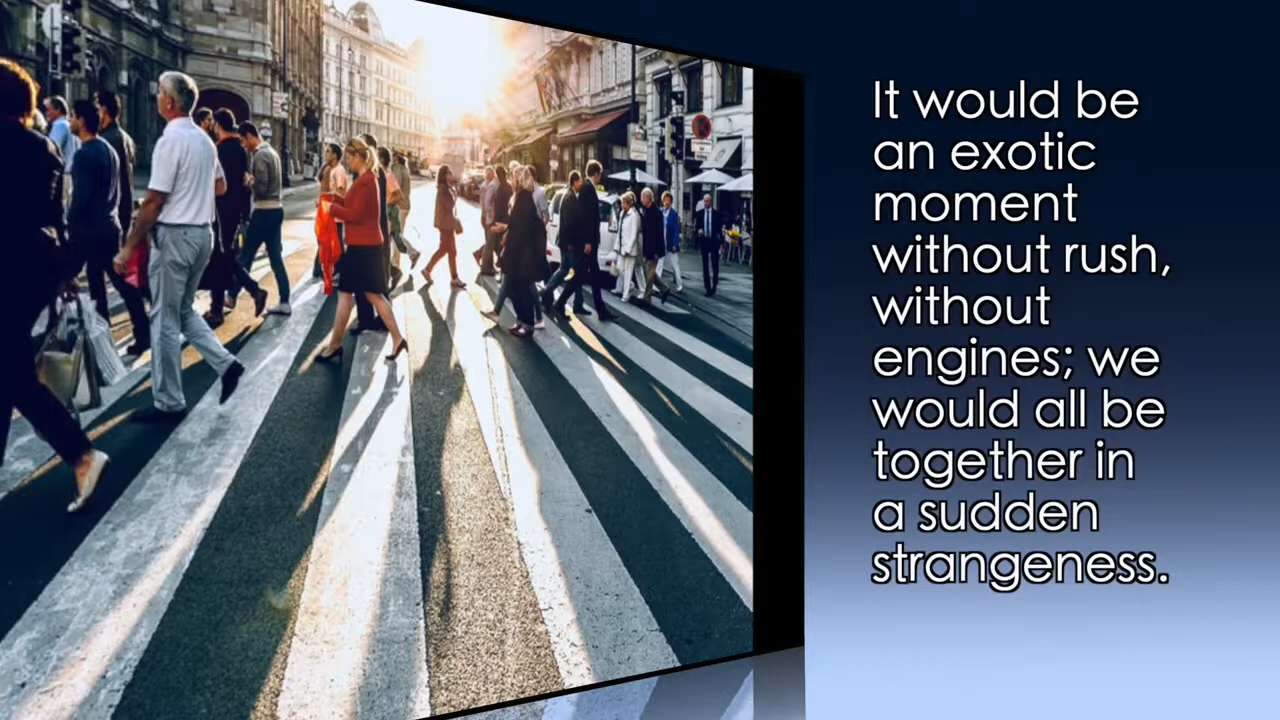 It would be
an exotic
moment
without rush,
without
engines; we
would all be
together in
a sudden
strangeness.